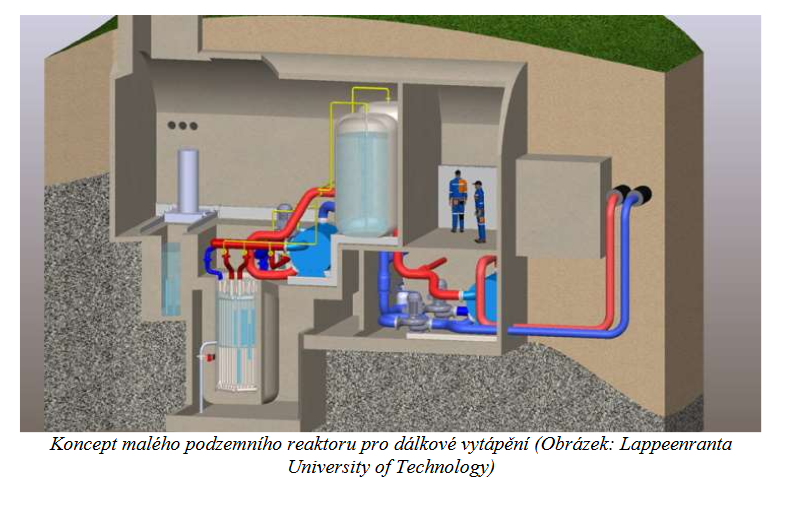 Koncept malého podzemního reaktoru pro dálkové vytápění (Obrázek: Lappeenranta
University of Technology)